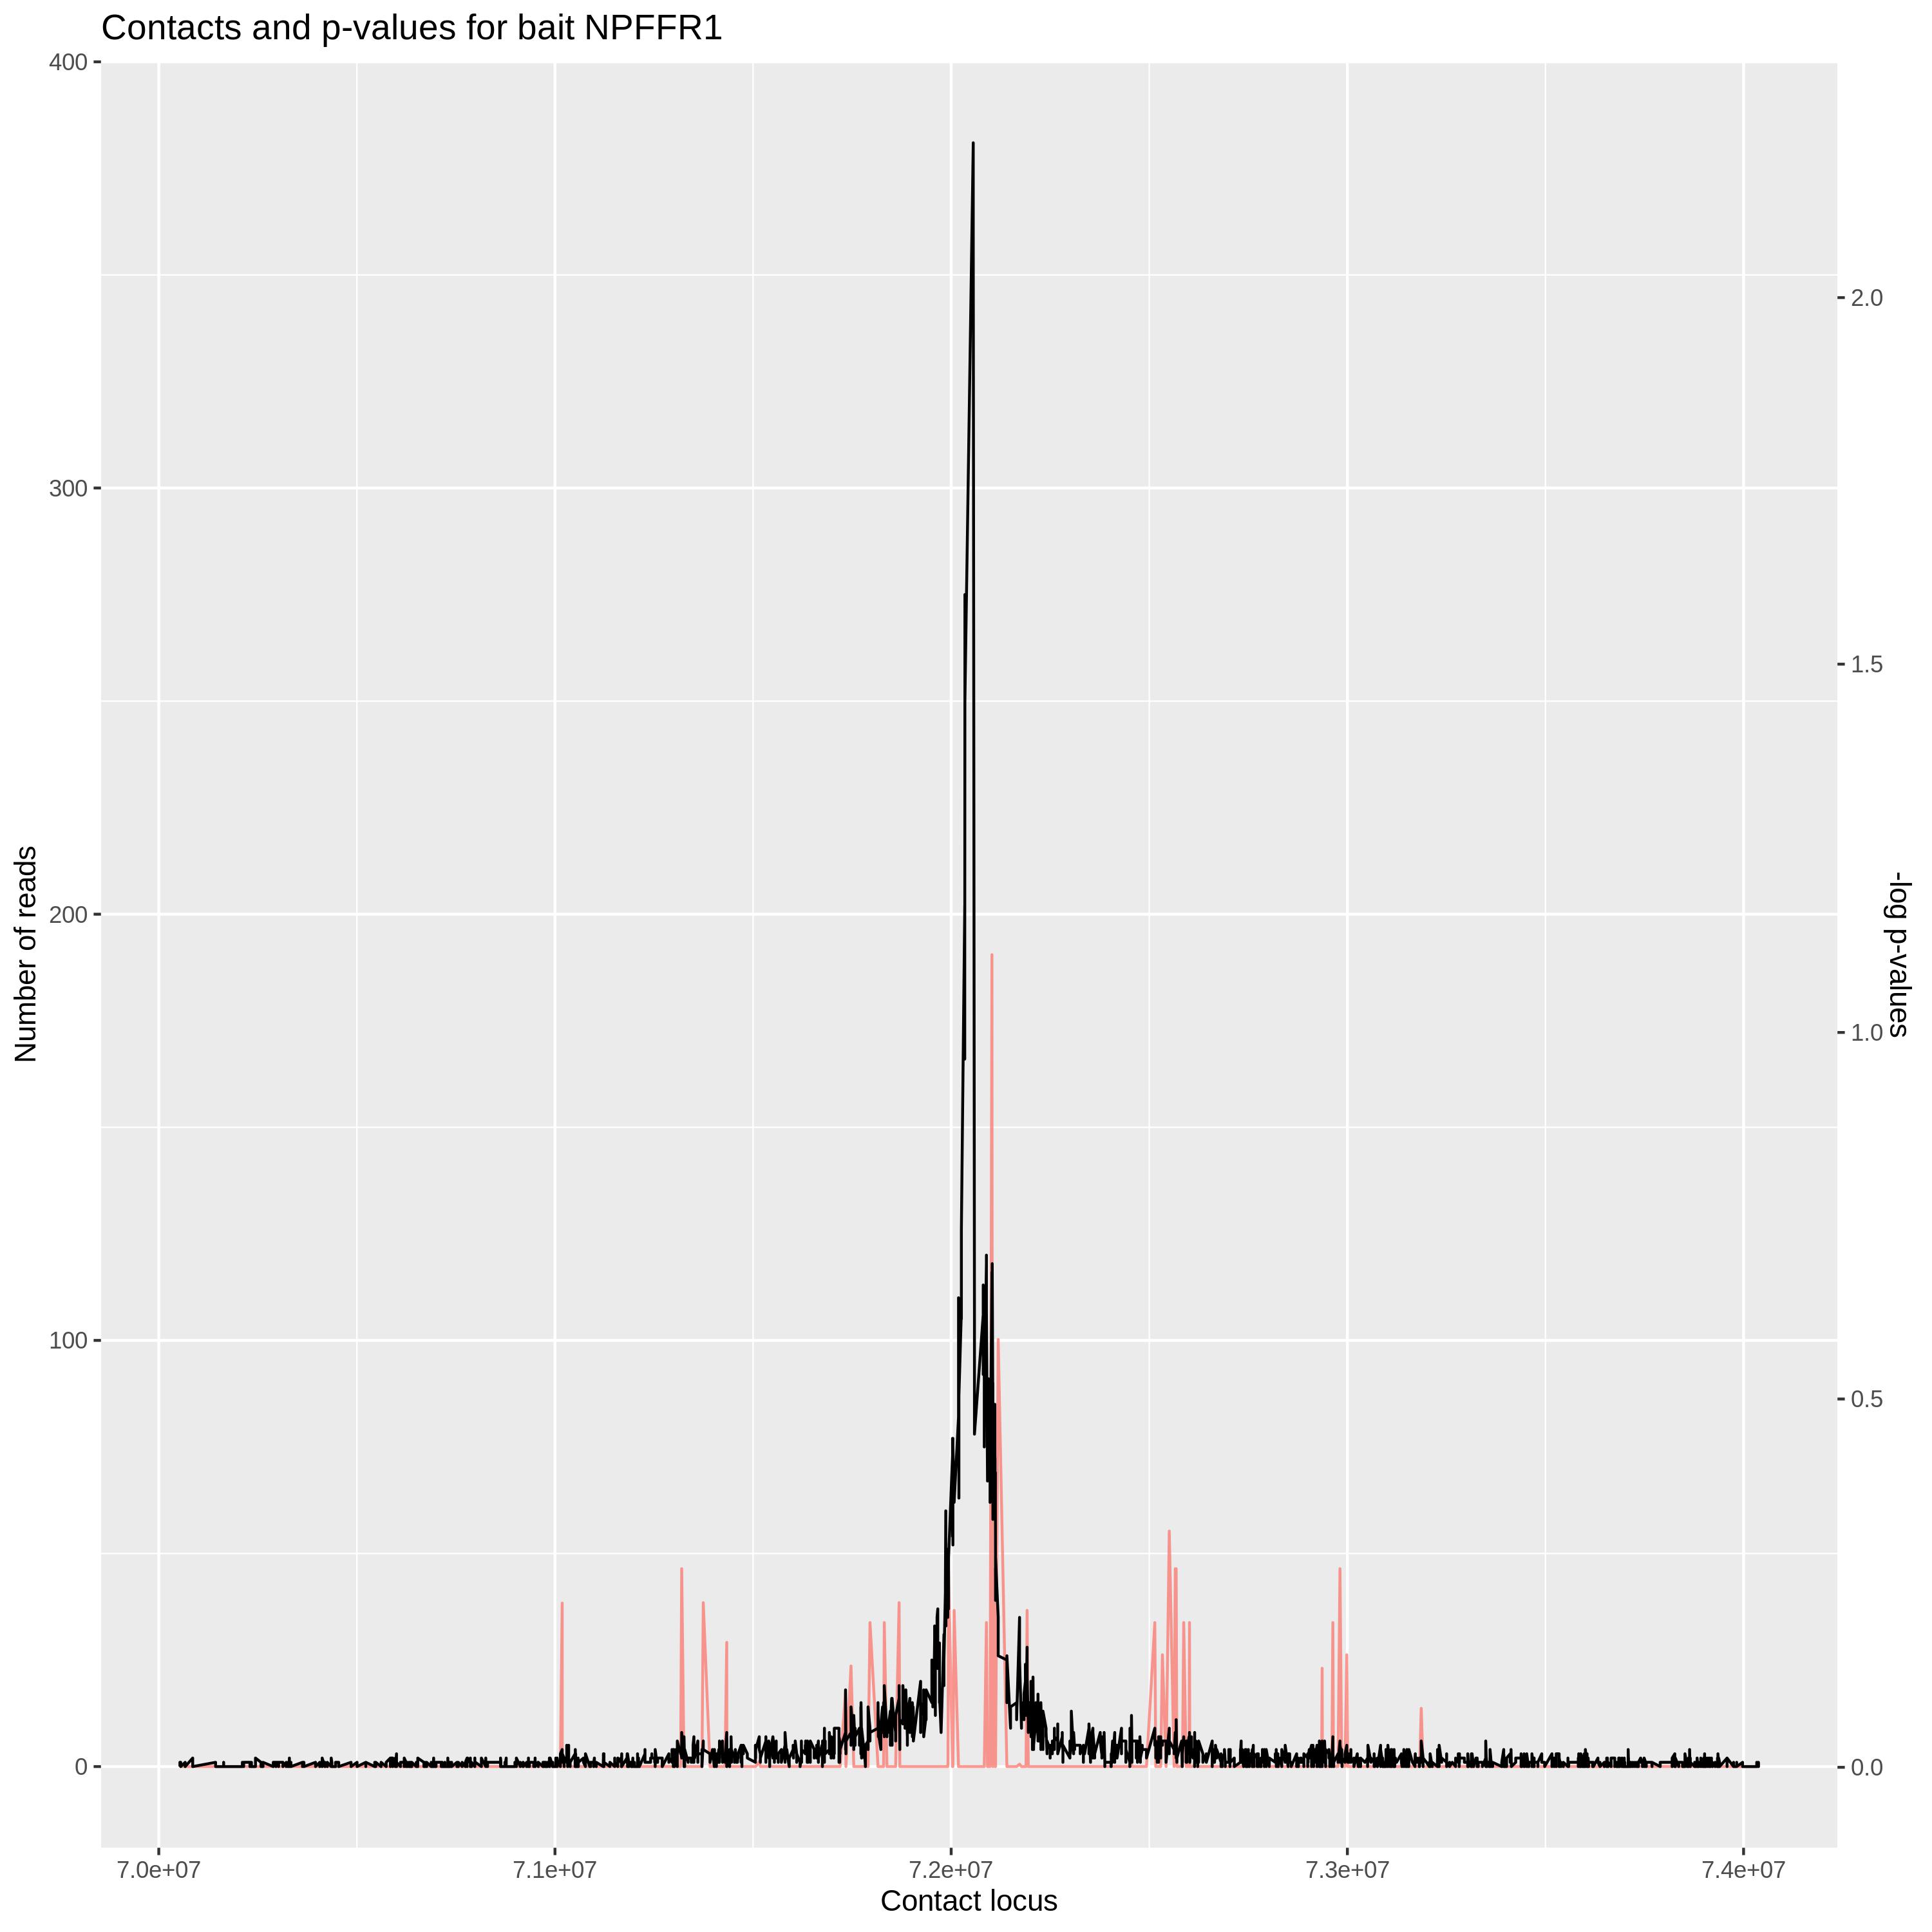 Contacts and p-values for bait NPFFR1
400
300
200
100
0
Number of reads
2.0
1.5
1.0
0.5
0.0
-log p-values
7.0e+07 7.1e+07 7.2e+07 7.3e+07 7.4e+07
Contact locus